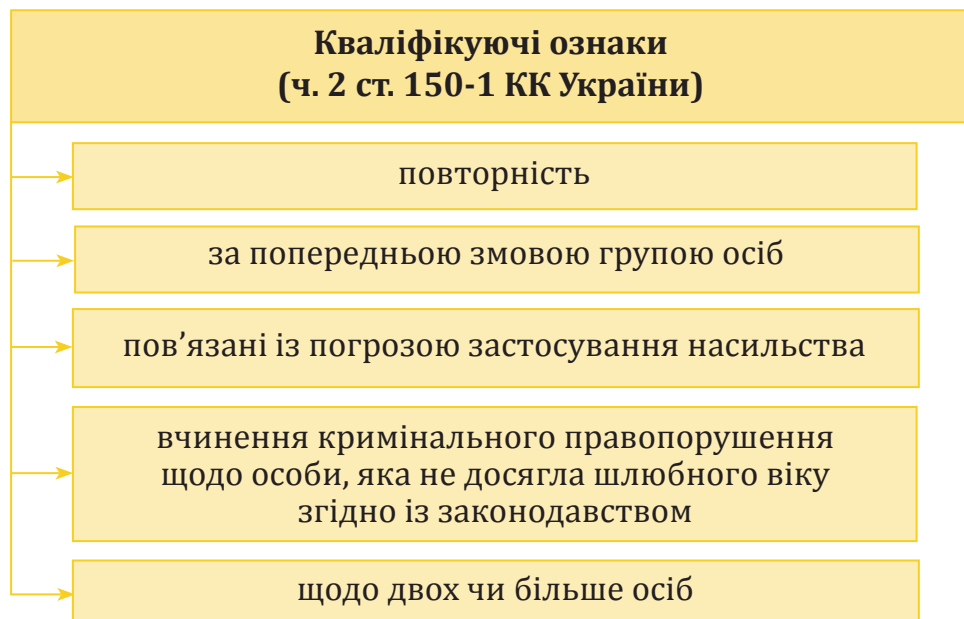 Кваліфікуючі ознаки
(ч. 2 ст. 150-1 КК України)
повторність
за попередньою змовою групою осіб
пов’язані із погрозою застосування насильства
вчинення кримінального правопорушення
щодо особи, яка не досягла шлюбного віку
згідно із законодавством
щодо двох чи більше осіб